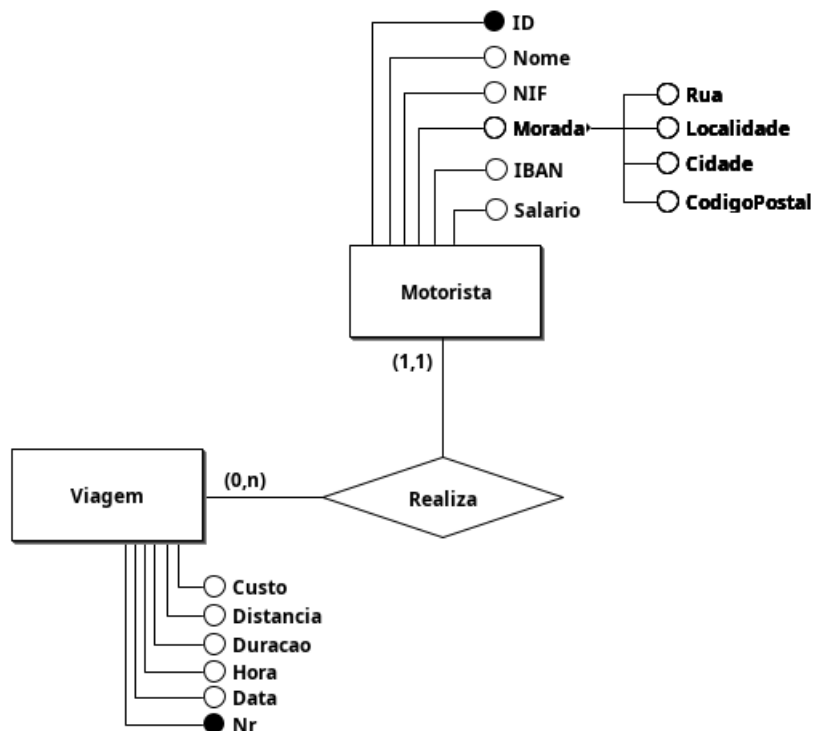 ID
Nome
NIF
Morada
IBAN
Salario
Rua
Localidade
Cidade
CodigoPostal
Motorista
(1,1)
(0,n)
Viagem
Realiza
Custo
Distancia
Duracao
Hora
Data
Nr